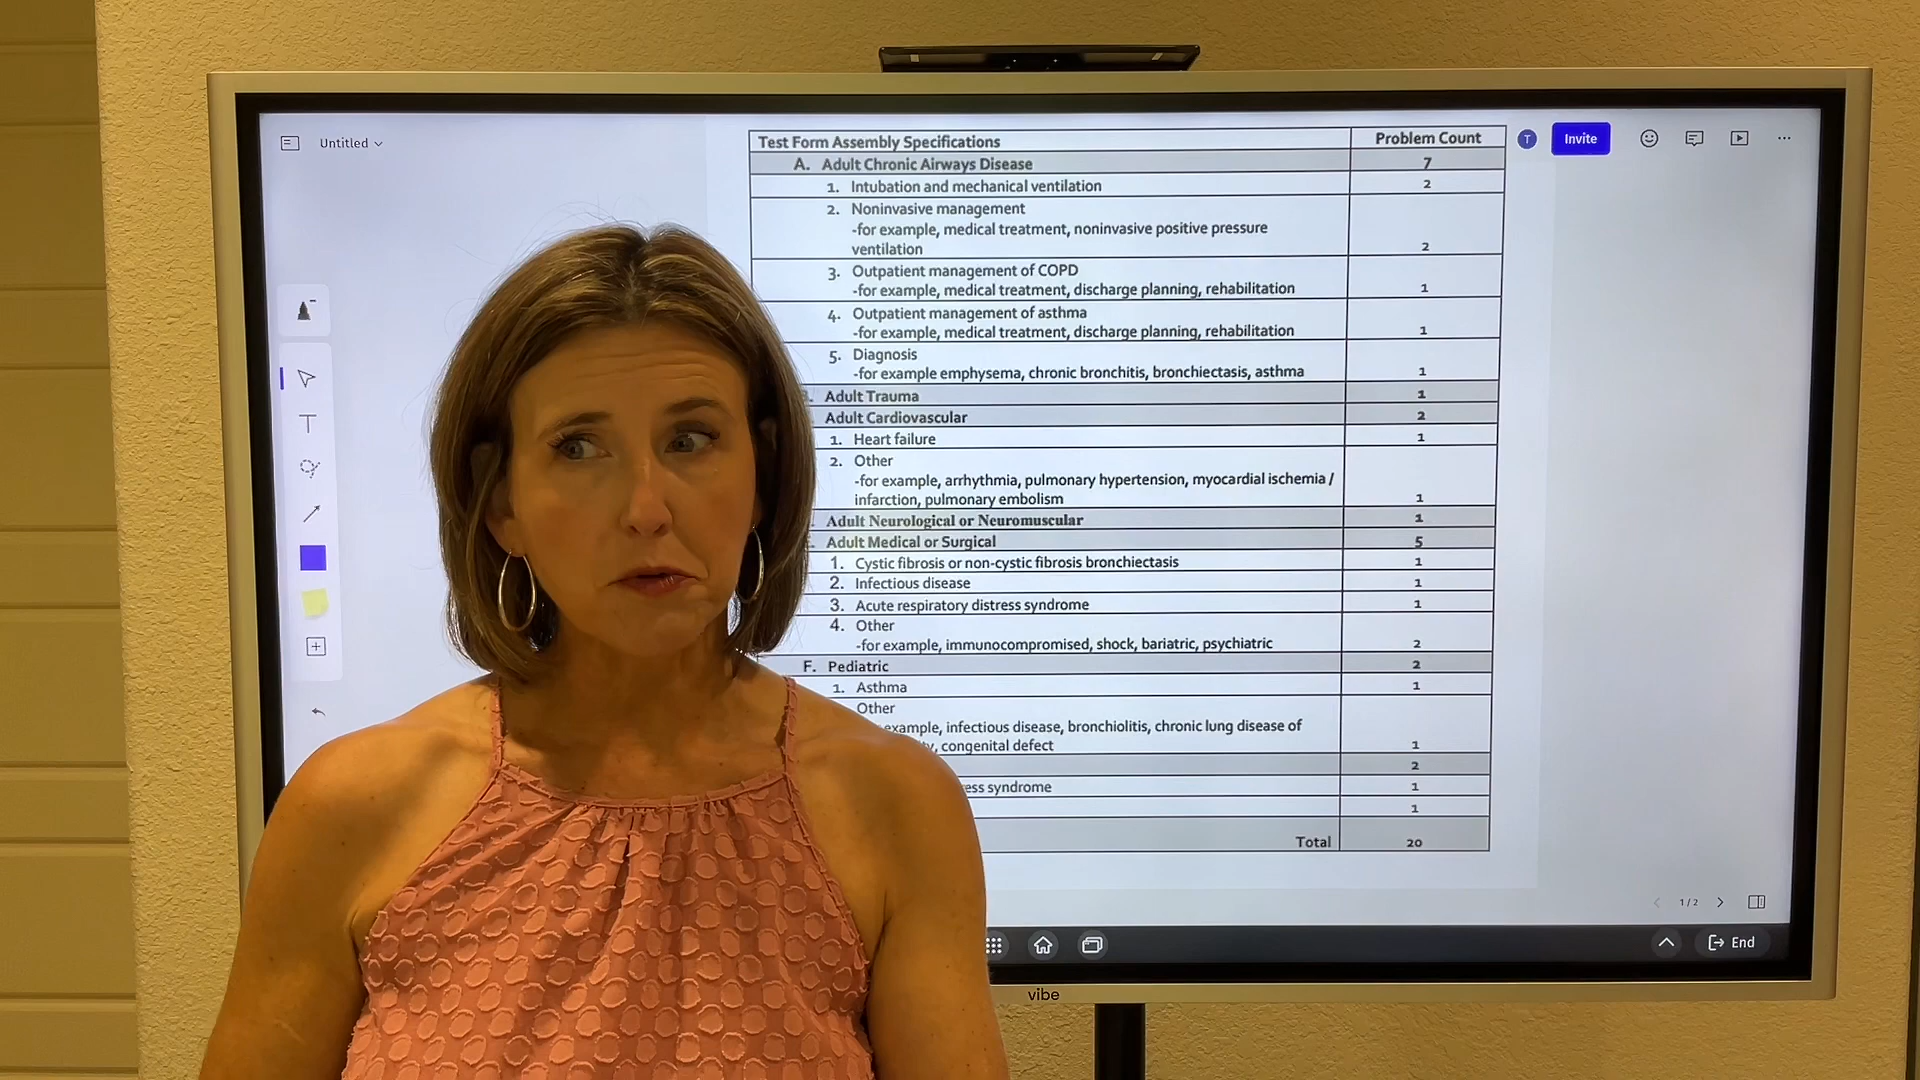 Untitled
Test Form Assembly Specifications Problem Count
T
Invite
A. Adult Chronic Airways Disease 7
1. Intubation and mechanical ventilation 2
2. Noninvasive management
-for example, medical treatment, noninvasive positive pressure
ventilation 2
3. Outpatient management of COPD
-for example, medical treatment, discharge planning, rehabilitation 1
4. Outpatient management of asthma
-for example, medical treatment, discharge planning, rehabilitation 1
5. Diagnosis
-for example emphysema, chronic bronchitis, bronchiectasis, asthma 1
Adult Trauma 1
Adult Cardiovascular 2
1. Heart failure 1
2. Other
-for example, arrhythmia, pulmonary hypertension, myocardial ischemia /
infarction, pulmonary embolism 1
Adult Neurological or Neuromuscular 1
Adult Medical or Surgical 5
1. Cystic fibrosis or non-cystic fibrosis bronchiectasis 1
2. Infectious disease 1
3. Acute respiratory distress syndrome 1
4. Other
-for example, immunocompromised, shock, bariatric, psychiatric 2
F. Pediatric 2
1. Asthma 1
Other
example, infectious disease, bronchiolitis, chronic lung disease of
congenital defect 1
2
syndrome 1
1
Total 20
1/2
End
vibe